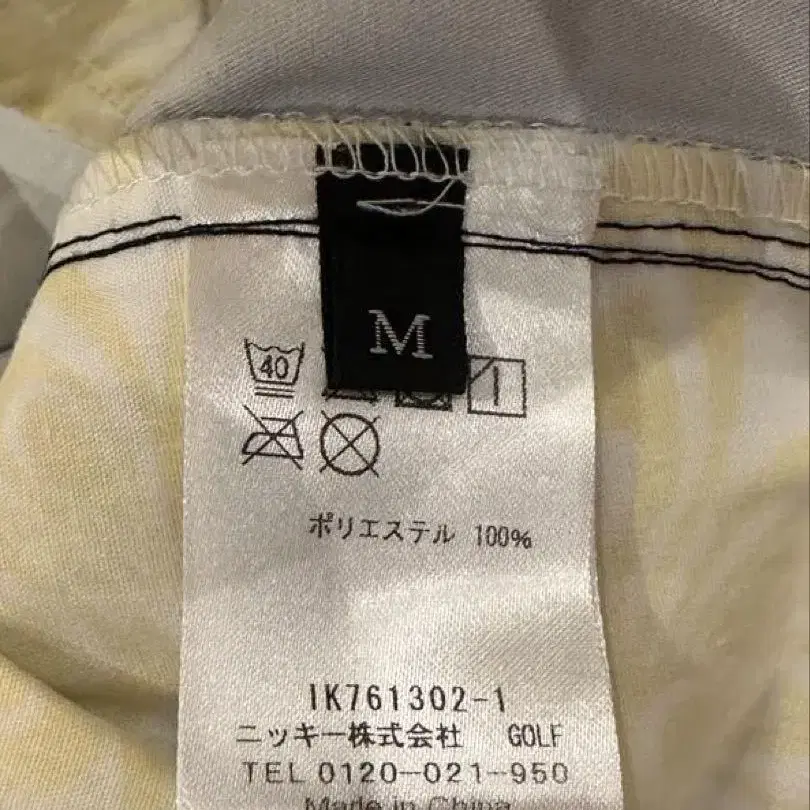 M
40
ポリエステル 100%
IK761302-1
ニッキー株式会社 GOLF
TEL 0120-021-950
Made in China